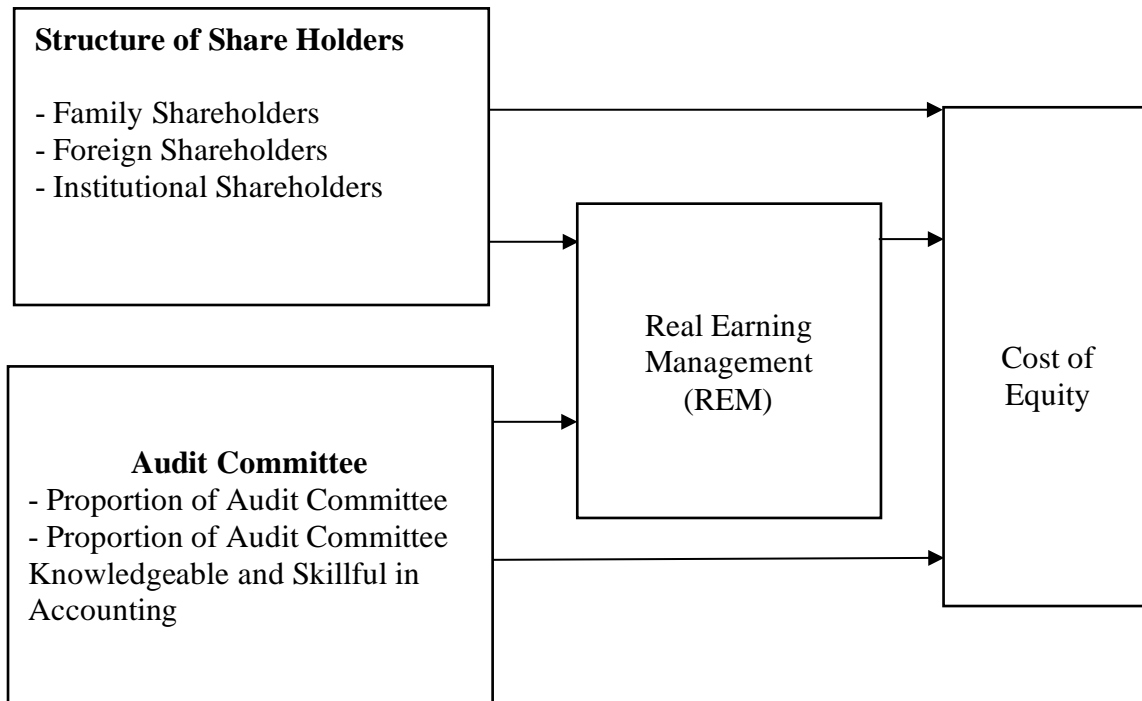 Structure of Share Holders
- Family Shareholders
- Foreign Shareholders
- Institutional Shareholders
Real Earning
Management
(REM)
Cost of
Equity
Audit Committee
- Proportion of Audit Committee
- Proportion of Audit Committee
Knowledgeable and Skillful in
Accounting